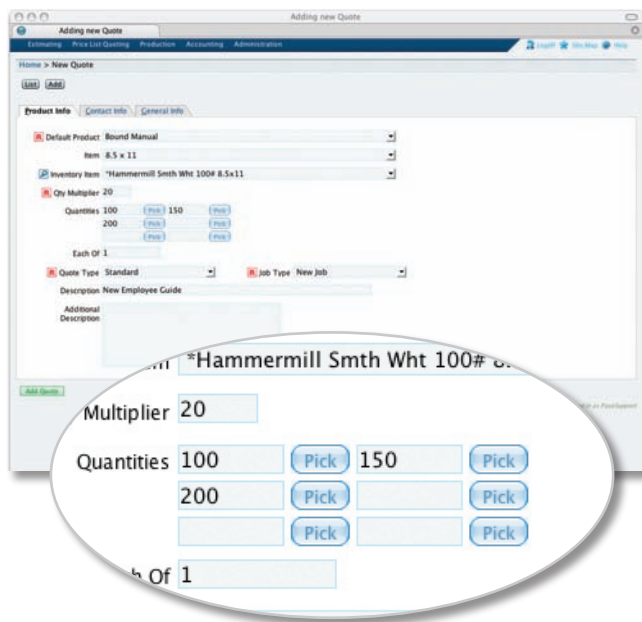 Adding new Quote
Adding new Quote
Estimating Price List Quoting Production Accounting Administration Logoff Site Map Help
Home > New Quote
List Add
Product Info Contact Info General Info
R Default Product Bound Manual
Item 8.5 x 11
Inventory Item *Hammermill Smth Wht 100# 8.5x11
R Qty Multiplier 20
Quantities 100 Pick 150 Pick
200 Pick Pick
Pick Pick
Each Of 1
R Quote Type Standard R Job Type New Job
Description New Employee Guide
Additional
Description
Add Quote
*Hammermill Smth Wht 100#
Multiplier 20
Quantities 100 Pick 150 Pick
200 Pick Pick
Pick Pick
Of 1